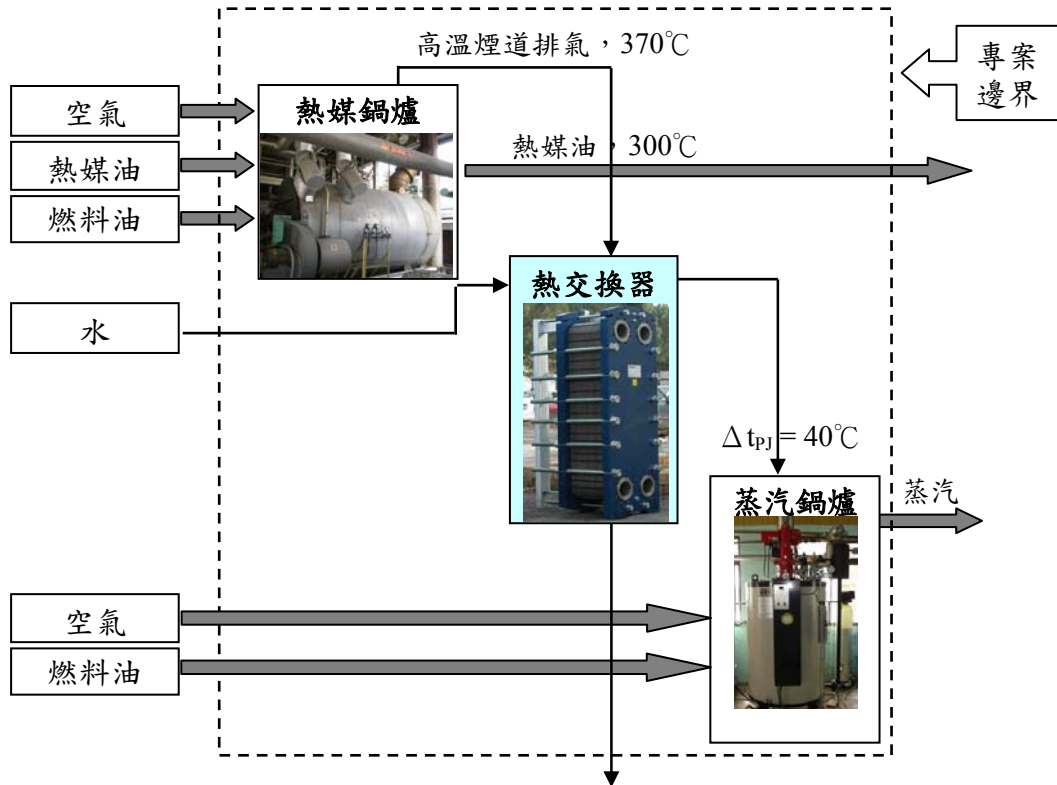 高溫煙道排氣，370℃
專案
邊界
空氣
熱媒油
燃料油
熱媒鍋爐
熱媒油，300℃
水
熱交換器
Δt_PJ = 40℃
蒸汽鍋爐
蒸汽
空氣
燃料油